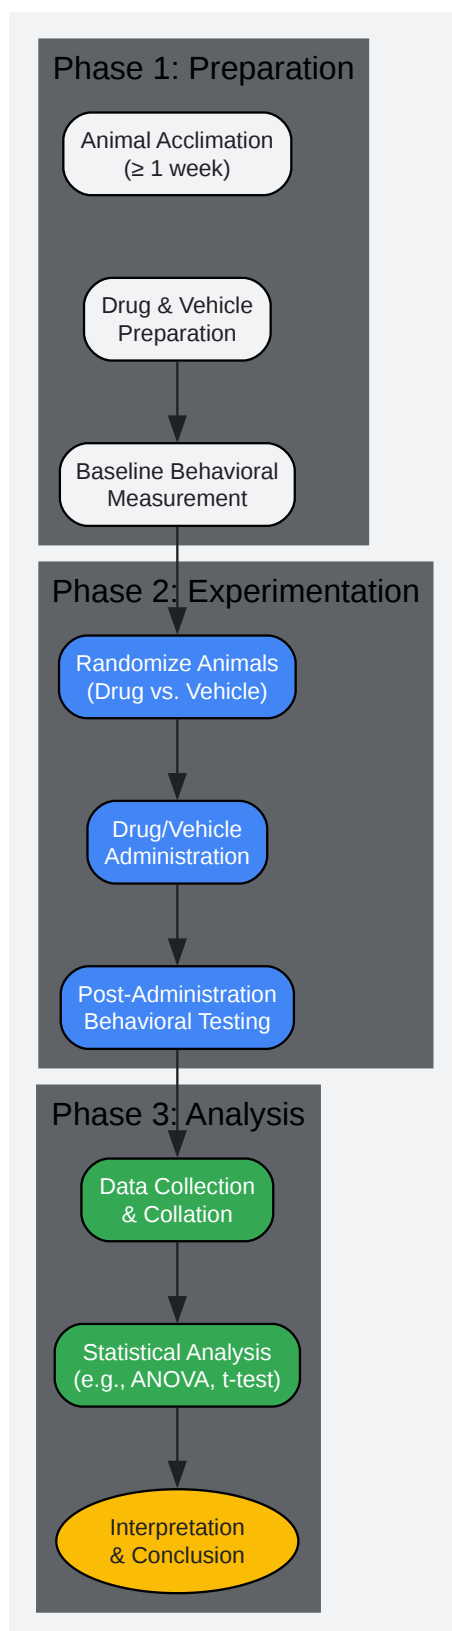 Phase 1: Preparation
Animal Acclimation
(≥ 1 week)
Drug & Vehicle
Preparation
Baseline Behavioral
Measurement
Phase 2: Experimentation
Randomize Animals
(Drug vs. Vehicle)
Drug/Vehicle
Administration
Post-Administration
Behavioral Testing
Phase 3: Analysis
Data Collection
& Collation
Statistical Analysis
(e.g., ANOVA, t-test)
Interpretation
& Conclusion